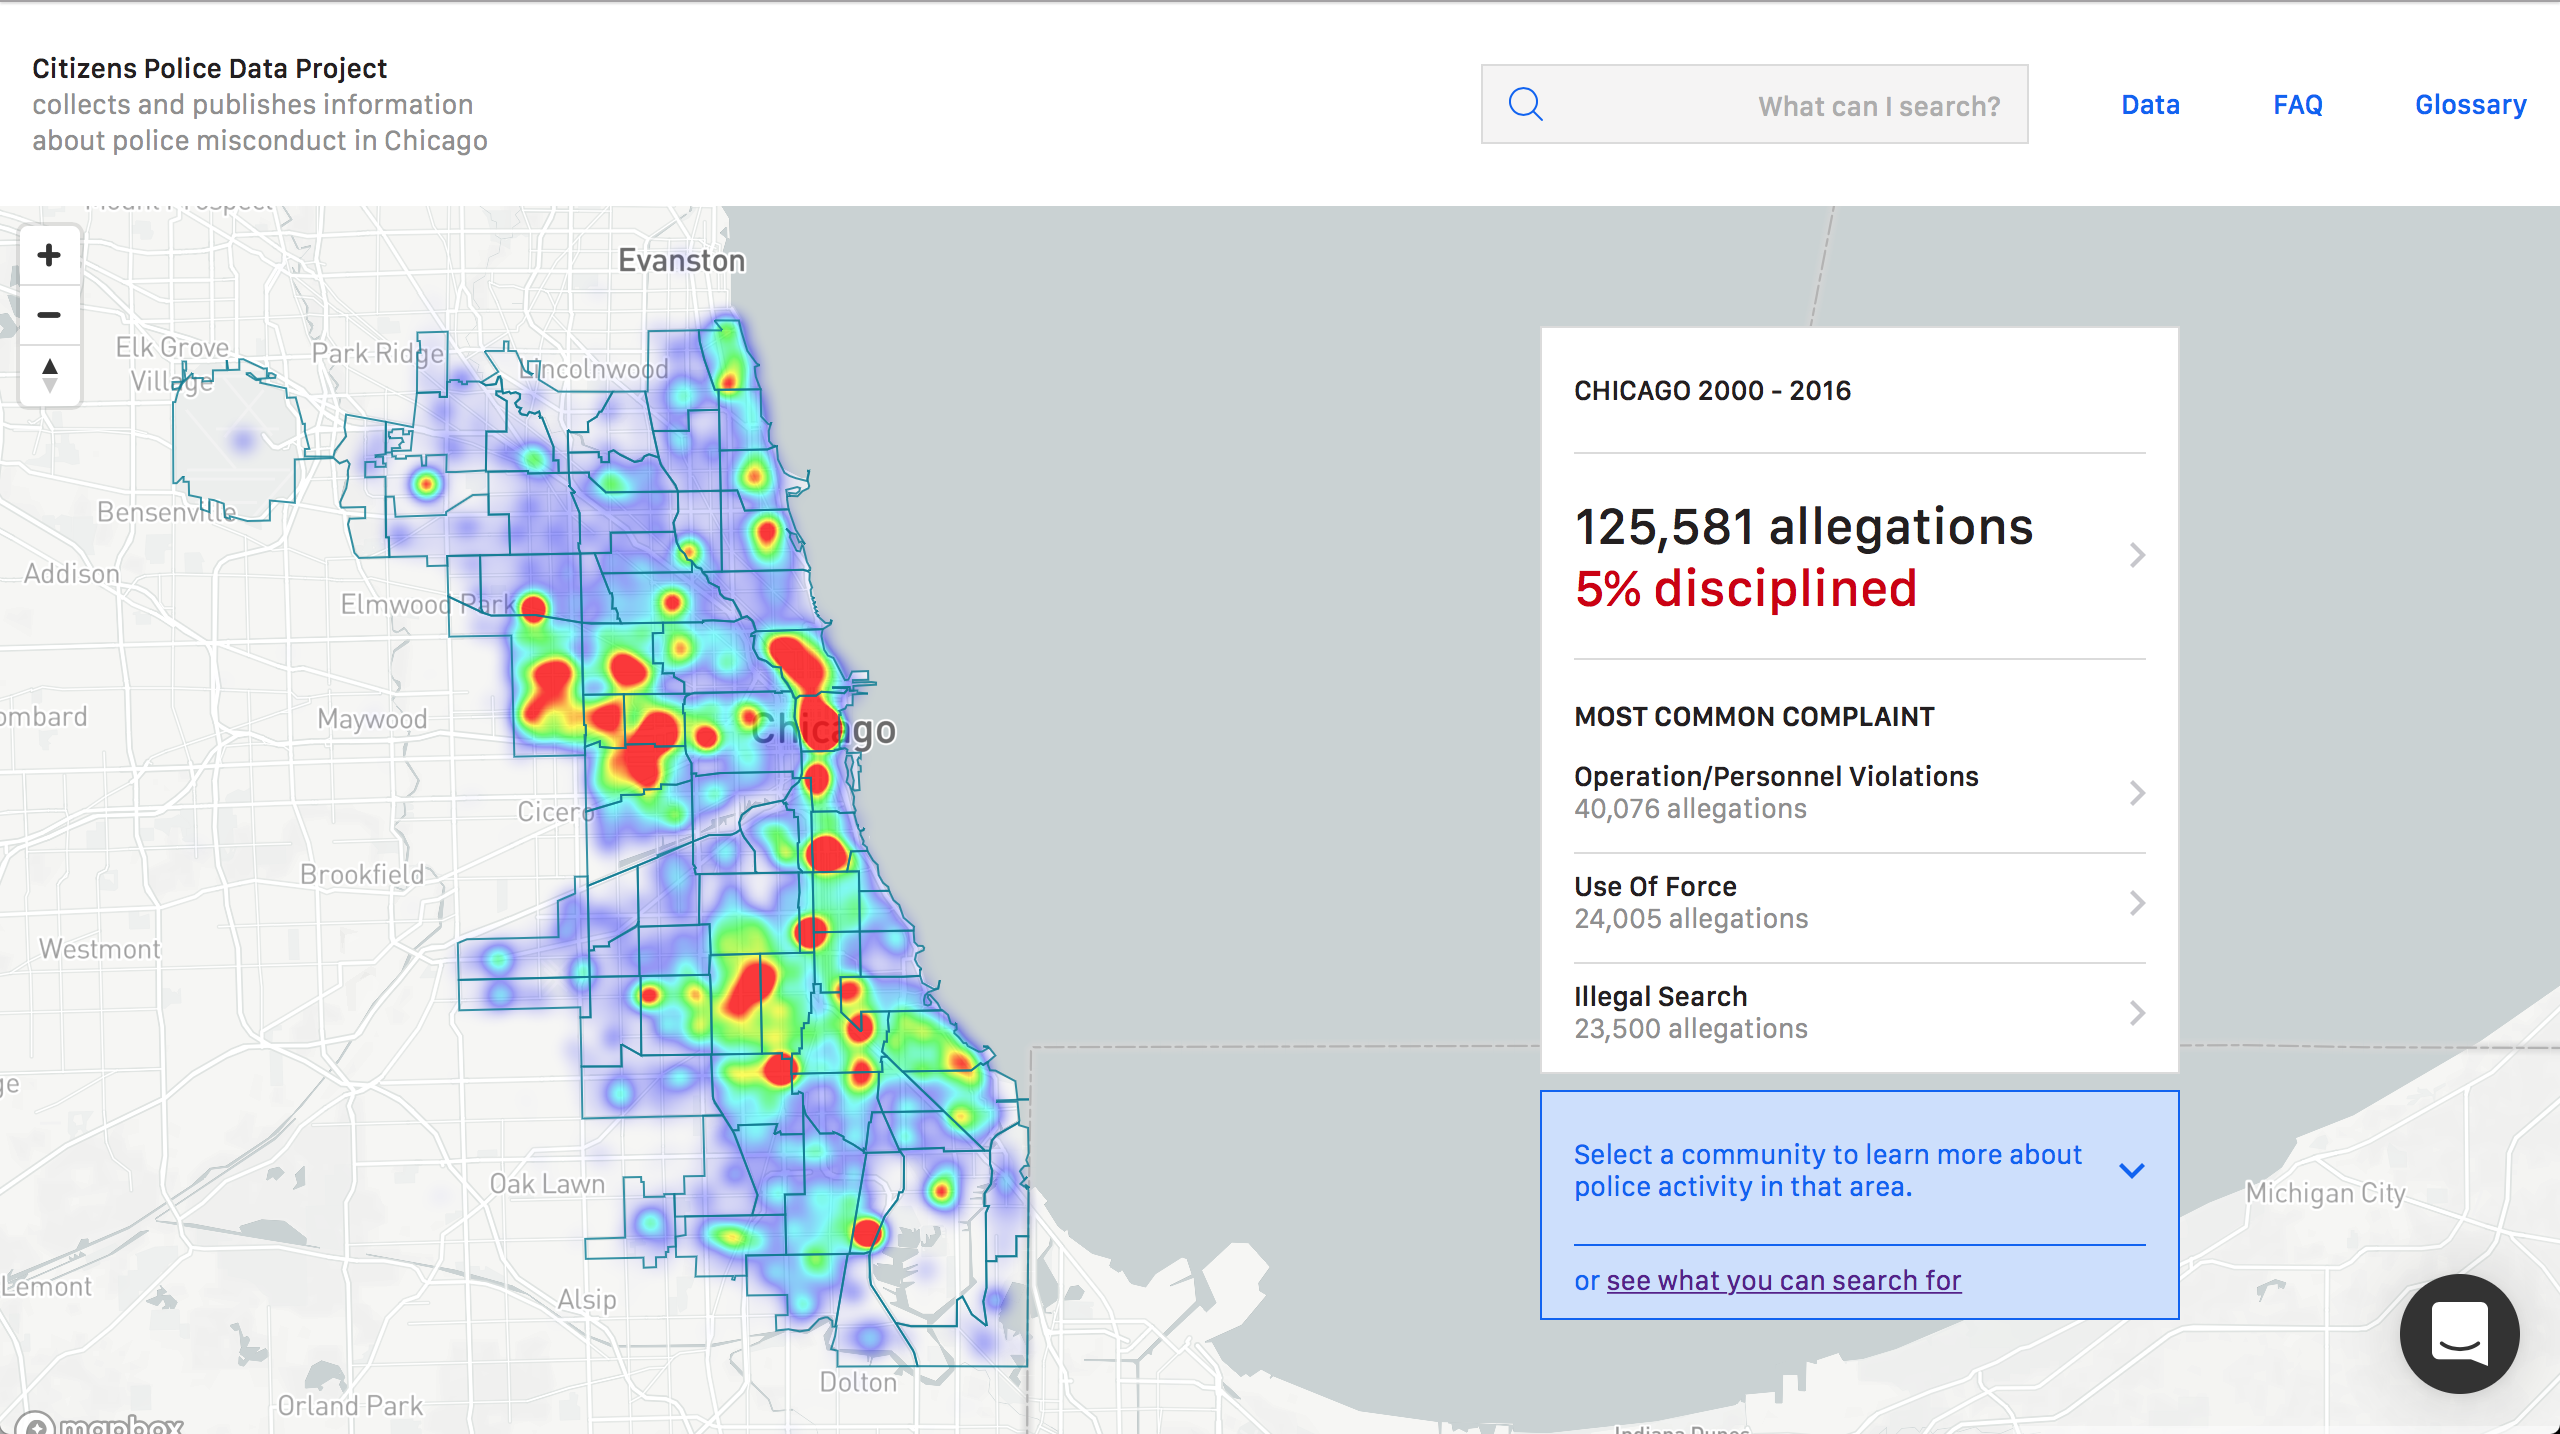 Citizens Police Data Project
collects and publishes information
about police misconduct in Chicago
What can I search?
Data
FAQ
Glossary
Mount Prospect
Evanston
Elk Grove
Village
Park Ridge
Lincolnwood
Bensenville
Addison
Elmwood Park
ombard
Maywood
Chicago
Cicero
Brookfield
Westmont
ge
Oak Lawn
Lemont
Alsip
Dolton
Orland Park
mapbox
Michigan City
Indiana Dunes
CHICAGO 2000 - 2016
125,581 allegations
5% disciplined
MOST COMMON COMPLAINT
Operation/Personnel Violations
40,076 allegations
Use Of Force
24,005 allegations
Illegal Search
23,500 allegations
Select a community to learn more about
police activity in that area.
or see what you can search for